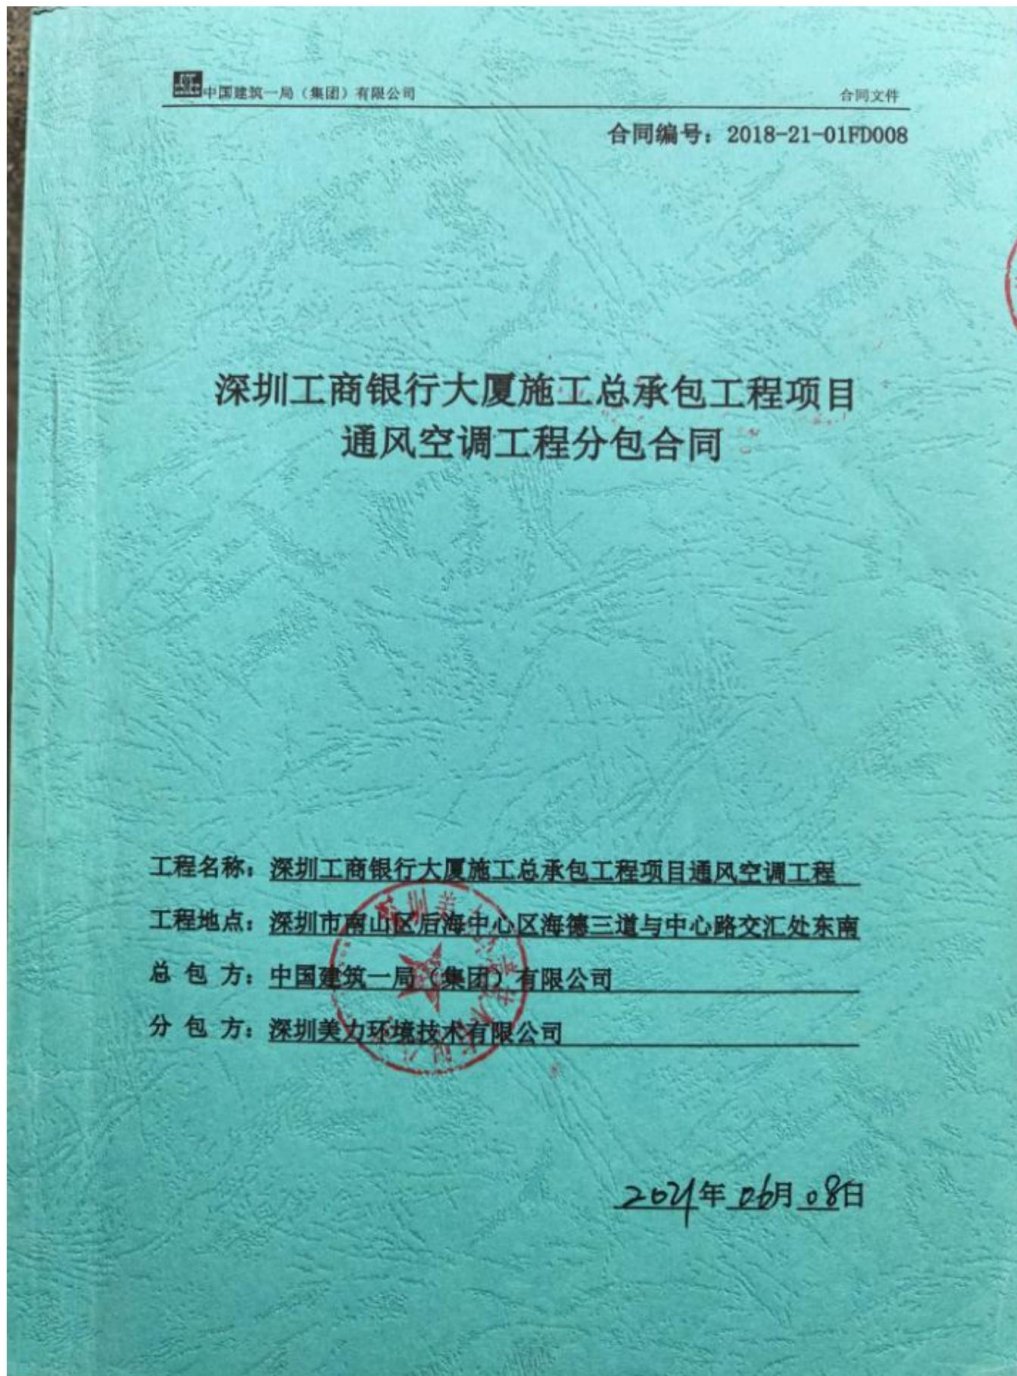 中国建筑一局（集团）有限公司 合同文件
合同编号：2018-21-01FD008
深圳工商银行大厦施工总承包工程项目
通风空调工程分包合同
工程名称：深圳工商银行大厦施工总承包工程项目通风空调工程
工程地点：深圳市南山区后海中心区海德三道与中心路交汇处东南
总包方：中国建筑一局（集团）有限公司
分包方：深圳美力环境技术有限公司
2021年06月08日